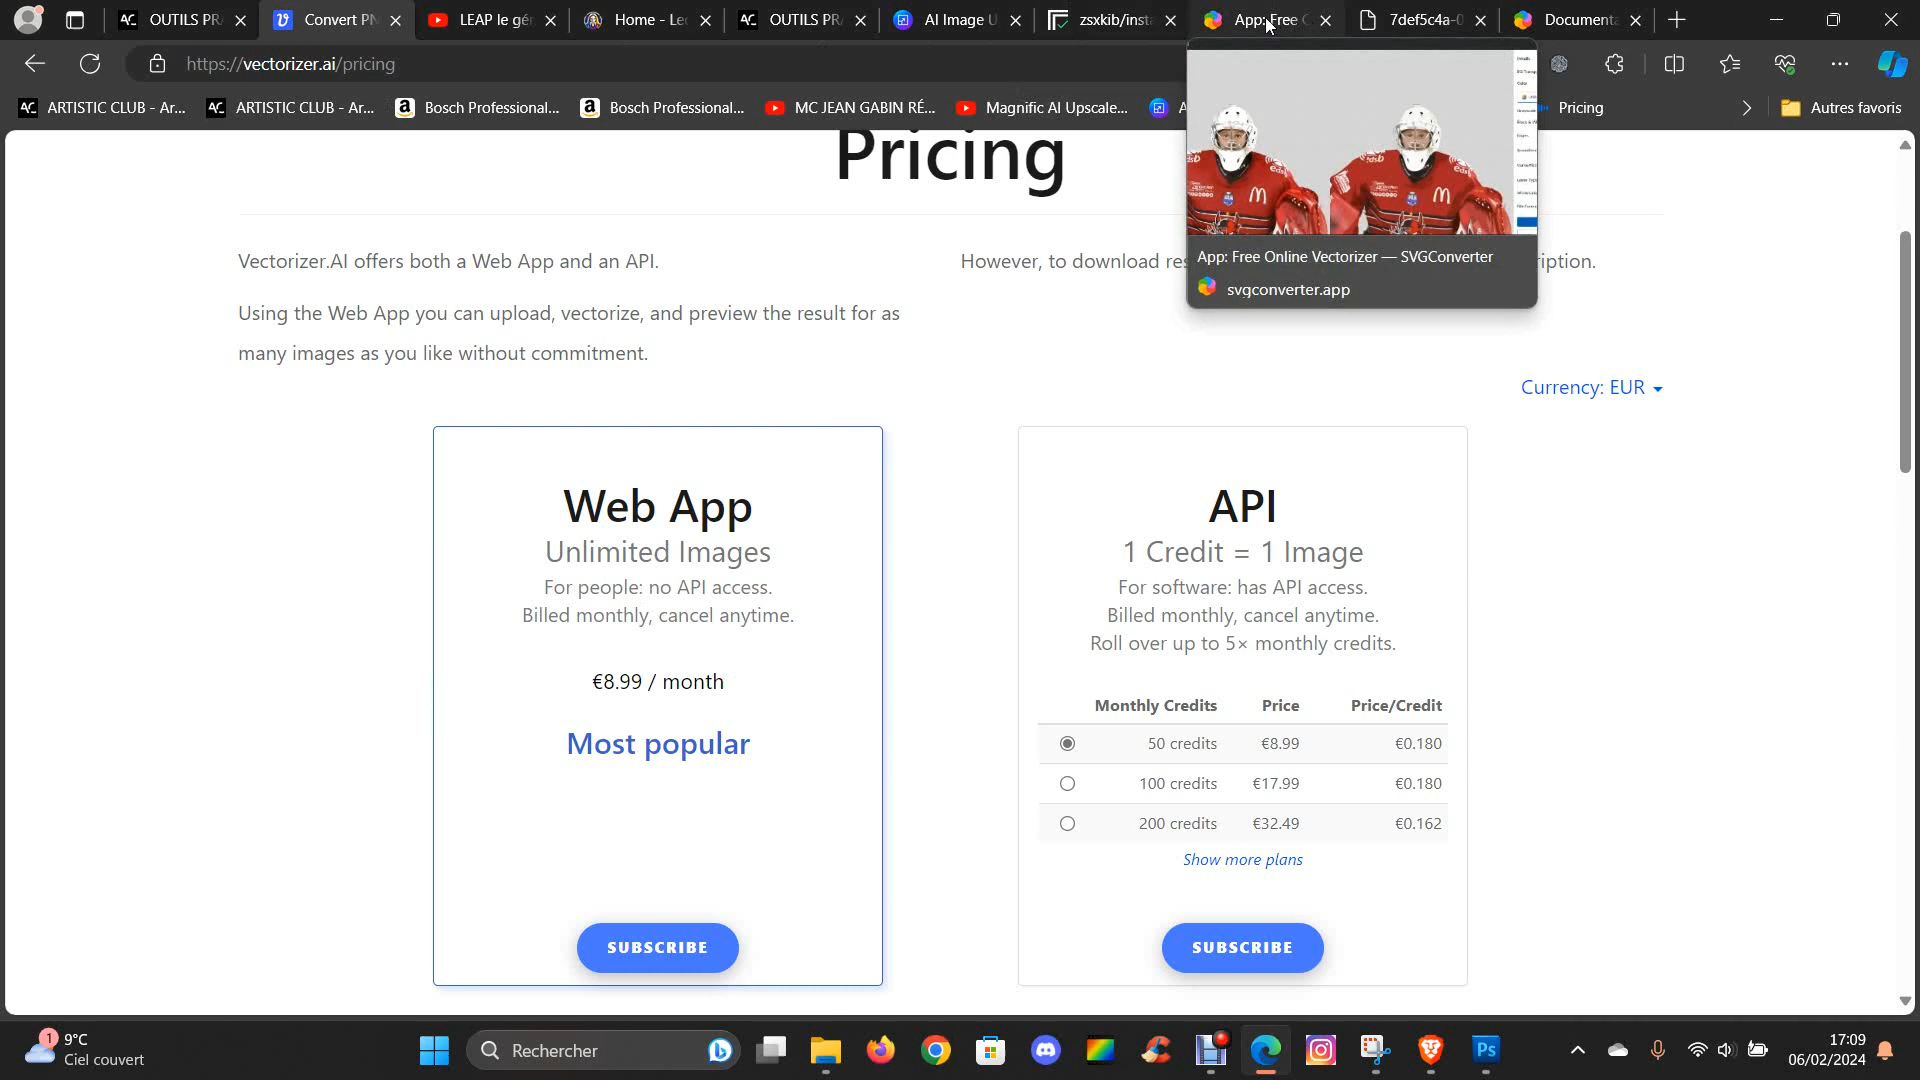 OUTILS PR
Convert PN
LEAP le gé
Home - Le
OUTILS PR
AI Image U
zsxkib/inst
App: Free
7def5c4a-0
Documenta
https://vectorizer.ai/pricing
ARTISTIC CLUB - Ar...
ARTISTIC CLUB - Ar...
Bosch Professional...
Bosch Professional...
MC JEAN GABIN RÉ...
Magnific AI Upscale...
Pricing
Autres favoris
App: Free Online Vectorizer — SVGConverter
svgconverter.app
Pricing
Vectorizer.AI offers both a Web App and an API.
Using the Web App you can upload, vectorize, and preview the result for as
many images as you like without commitment.
However, to download res
iption.
Currency: EUR
Web App
Unlimited Images
For people: no API access.
Billed monthly, cancel anytime.
€8.99 / month
Most popular
SUBSCRIBE
API
1 Credit = 1 Image
For software: has API access.
Billed monthly, cancel anytime.
Roll over up to 5× monthly credits.
Monthly Credits Price Price/Credit
50 credits €8.99 €0.180
100 credits €17.99 €0.180
200 credits €32.49 €0.162
Show more plans
SUBSCRIBE
1
9°C
Ciel couvert
Rechercher
Ps
17:09
06/02/2024